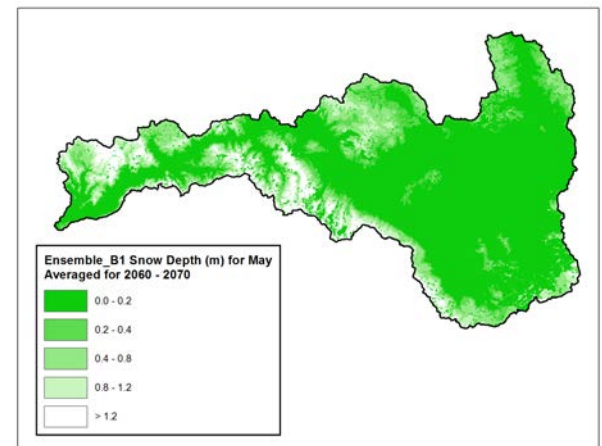 Ensemble_B1 Snow Depth (m) for May
Averaged for 2060 - 2070
0.0 - 0.2
0.2 - 0.4
0.4 - 0.8
0.8 - 1.2
> 1.2